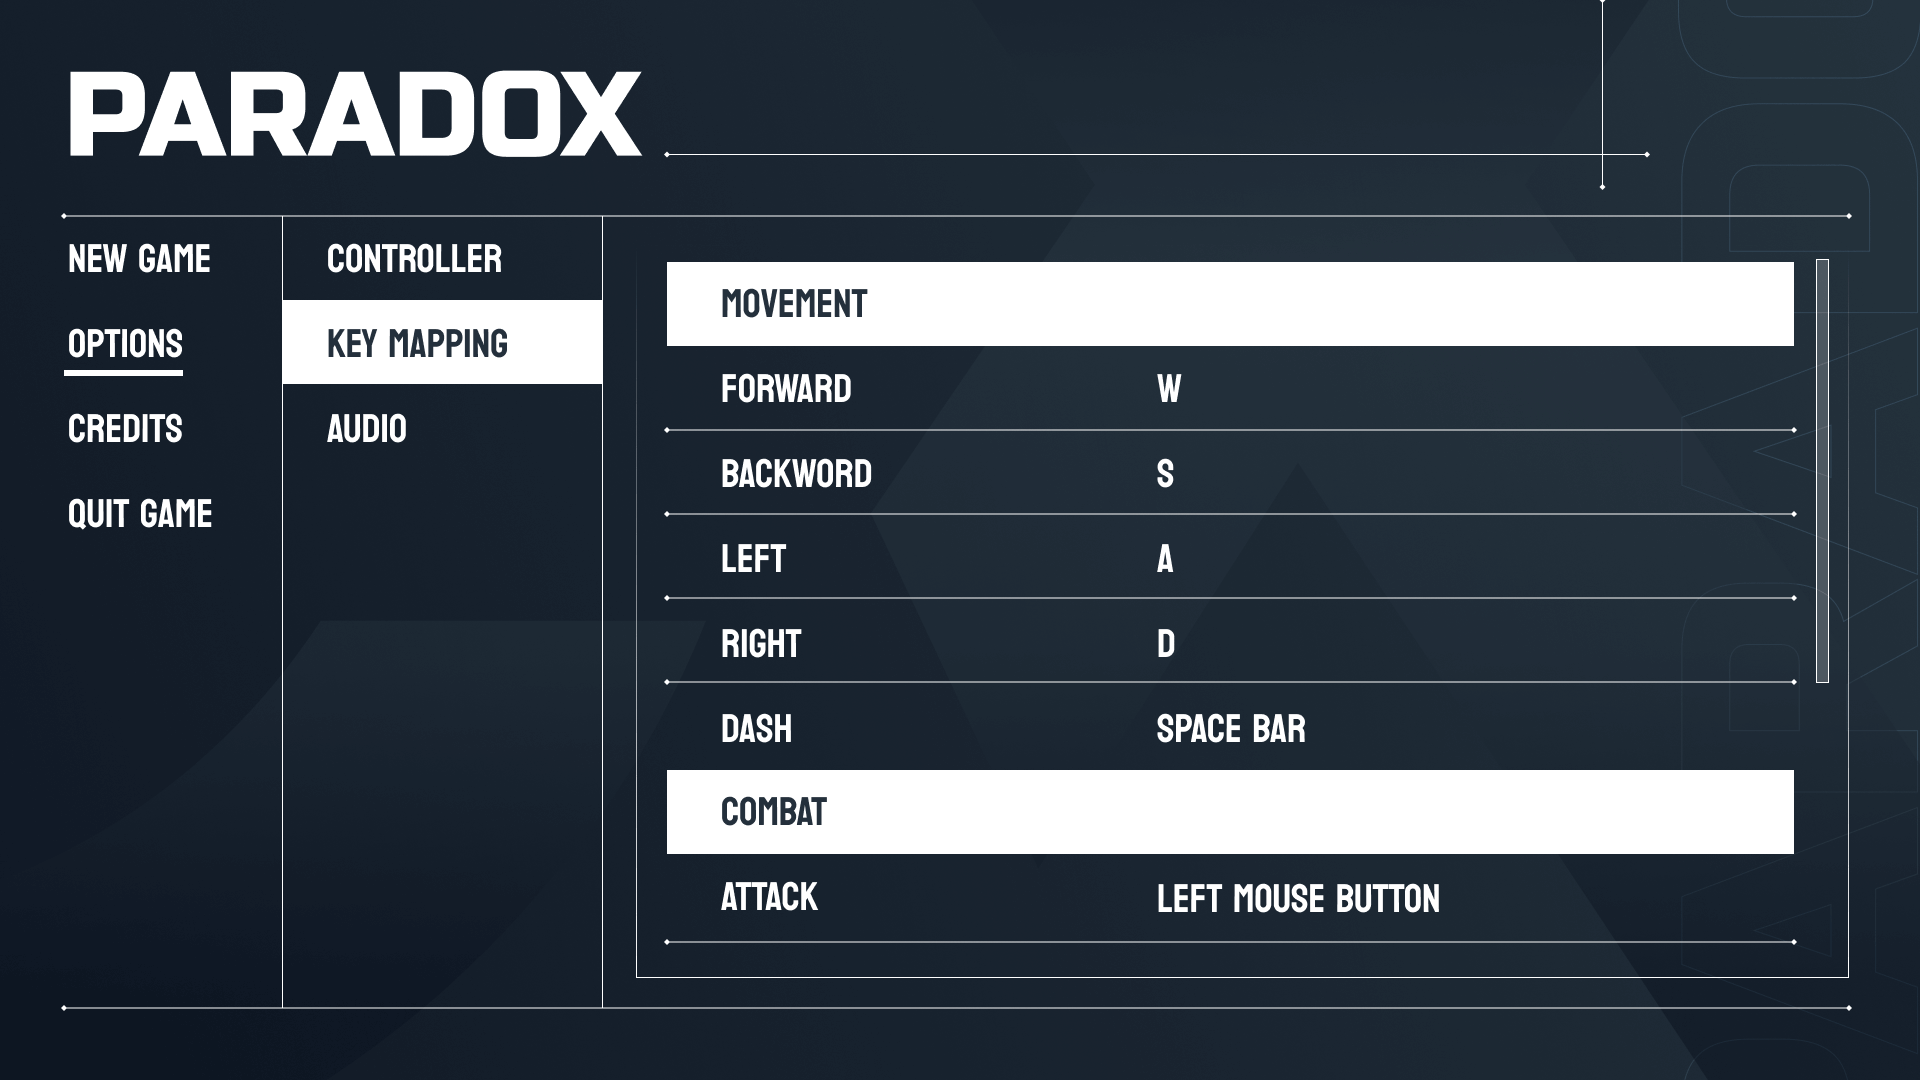 PARADOX
NEW GAME
OPTIONS
CREDITS
QUIT GAME
CONTROLLER
KEY MAPPING
AUDIO
MOVEMENT
FORWARD W
BACKWORD S
LEFT A
RIGHT D
DASH SPACE BAR
COMBAT
ATTACK LEFT MOUSE BUTTON